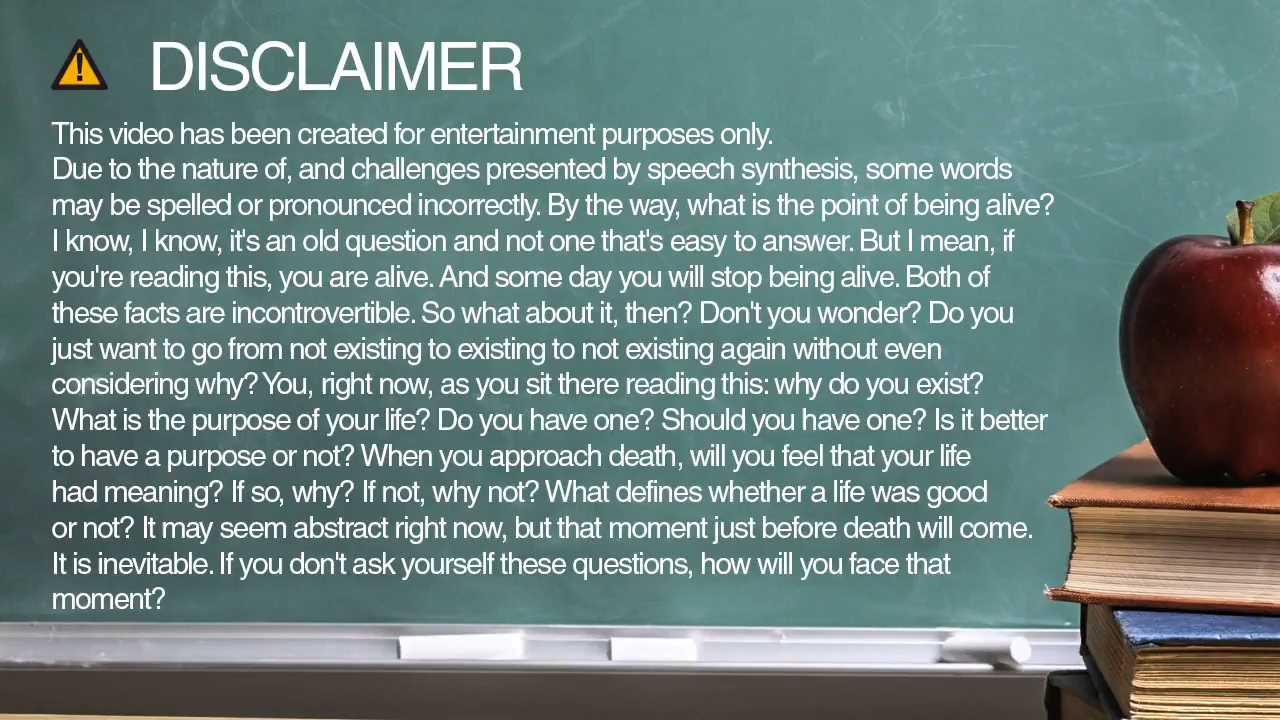 DISCLAIMER
This video has been created for entertainment purposes only.
Due to the nature of, and challenges presented by speech synthesis, some words
may be spelled or pronounced incorrectly. By the way, what is the point of being alive?
I know, I know, it's an old question and not one that's easy to answer. But I mean, if
you're reading this, you are alive. And some day you will stop being alive. Both of
these facts are incontrovertible. So what about it, then? Don't you wonder? Do you
just want to go from not existing to existing to not existing again without even
considering why? You, right now, as you sit there reading this: why do you exist?
What is the purpose of your life? Do you have one? Should you have one? Is it better
to have a purpose or not? When you approach death, will you feel that your life
had meaning? If so, why? If not, why not? What defines whether a life was good
or not? It may seem abstract right now, but that moment just before death will come.
It is inevitable. If you don't ask yourself these questions, how will you face that
moment?